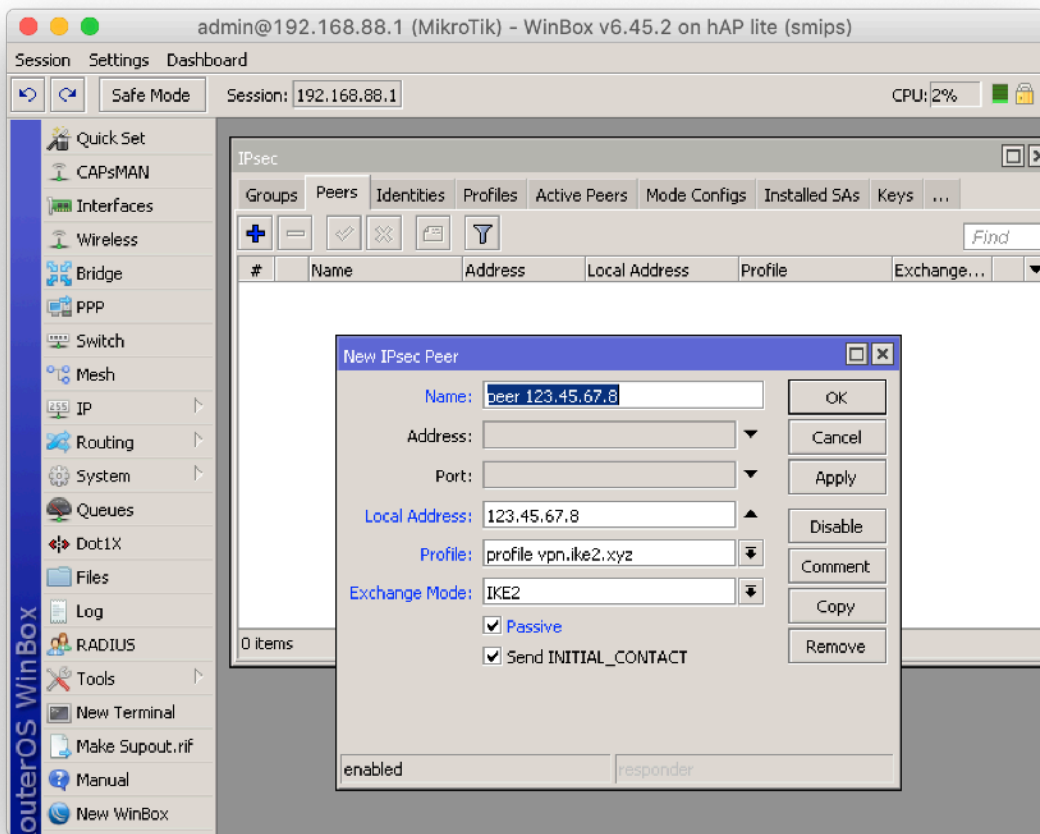 admin@192.168.88.1 (MikroTik) - WinBox v6.45.2 on hAP lite (smips)
Session Settings Dashboard
Safe Mode Session: 192.168.88.1 CPU: 2%
Quick Set
CAPsMAN
Interfaces
Wireless
Bridge
PPP
Switch
Mesh
IP
Routing
System
Queues
Dot1X
Files
Log
RADIUS
Tools
New Terminal
Make Supout.rif
Manual
New WinBox
outerOS WinBox
IPsec
Groups Peers Identities Profiles Active Peers Mode Configs Installed SAs Keys ...
Find
# Name Address Local Address Profile Exchange...
0 items
New IPsec Peer
Name: peer 123.45.67.8
Address:
Port:
Local Address: 123.45.67.8
Profile: profile vpn.ike2.xyz
Exchange Mode: IKE2
Passive
Send INITIAL_CONTACT
OK
Cancel
Apply
Disable
Comment
Copy
Remove
enabled responder